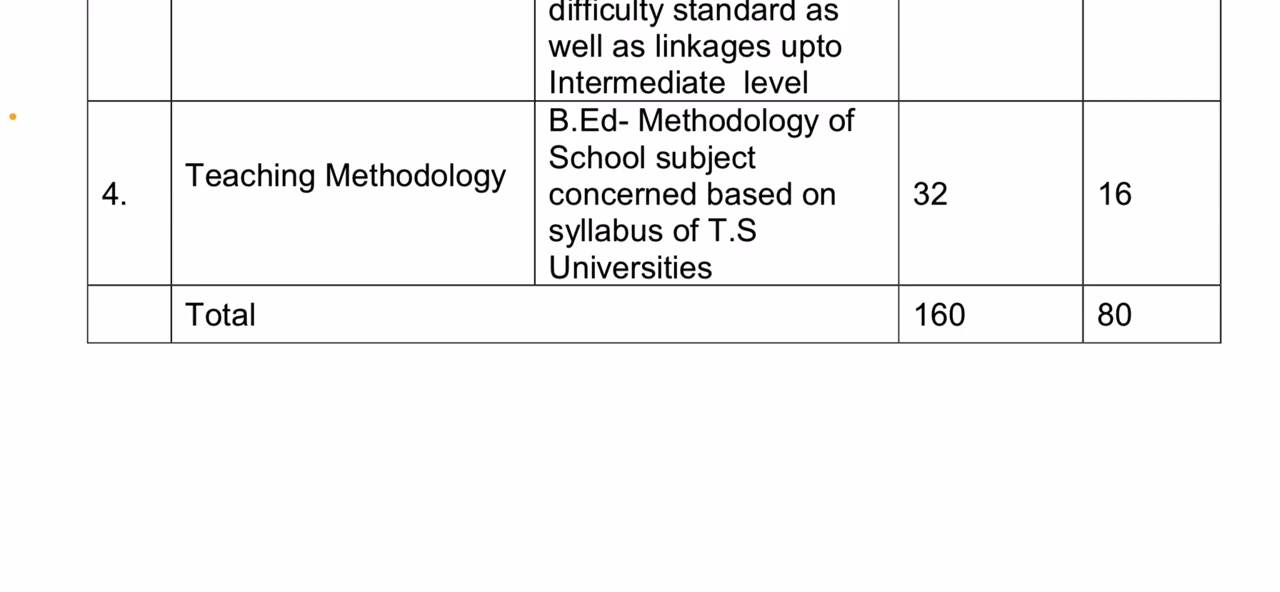 difficulty standard as
well as linkages upto
Intermediate level
4.
Teaching Methodology
B.Ed- Methodology of
School subject
concerned based on
syllabus of T.S
Universities
32
16
Total
160
80